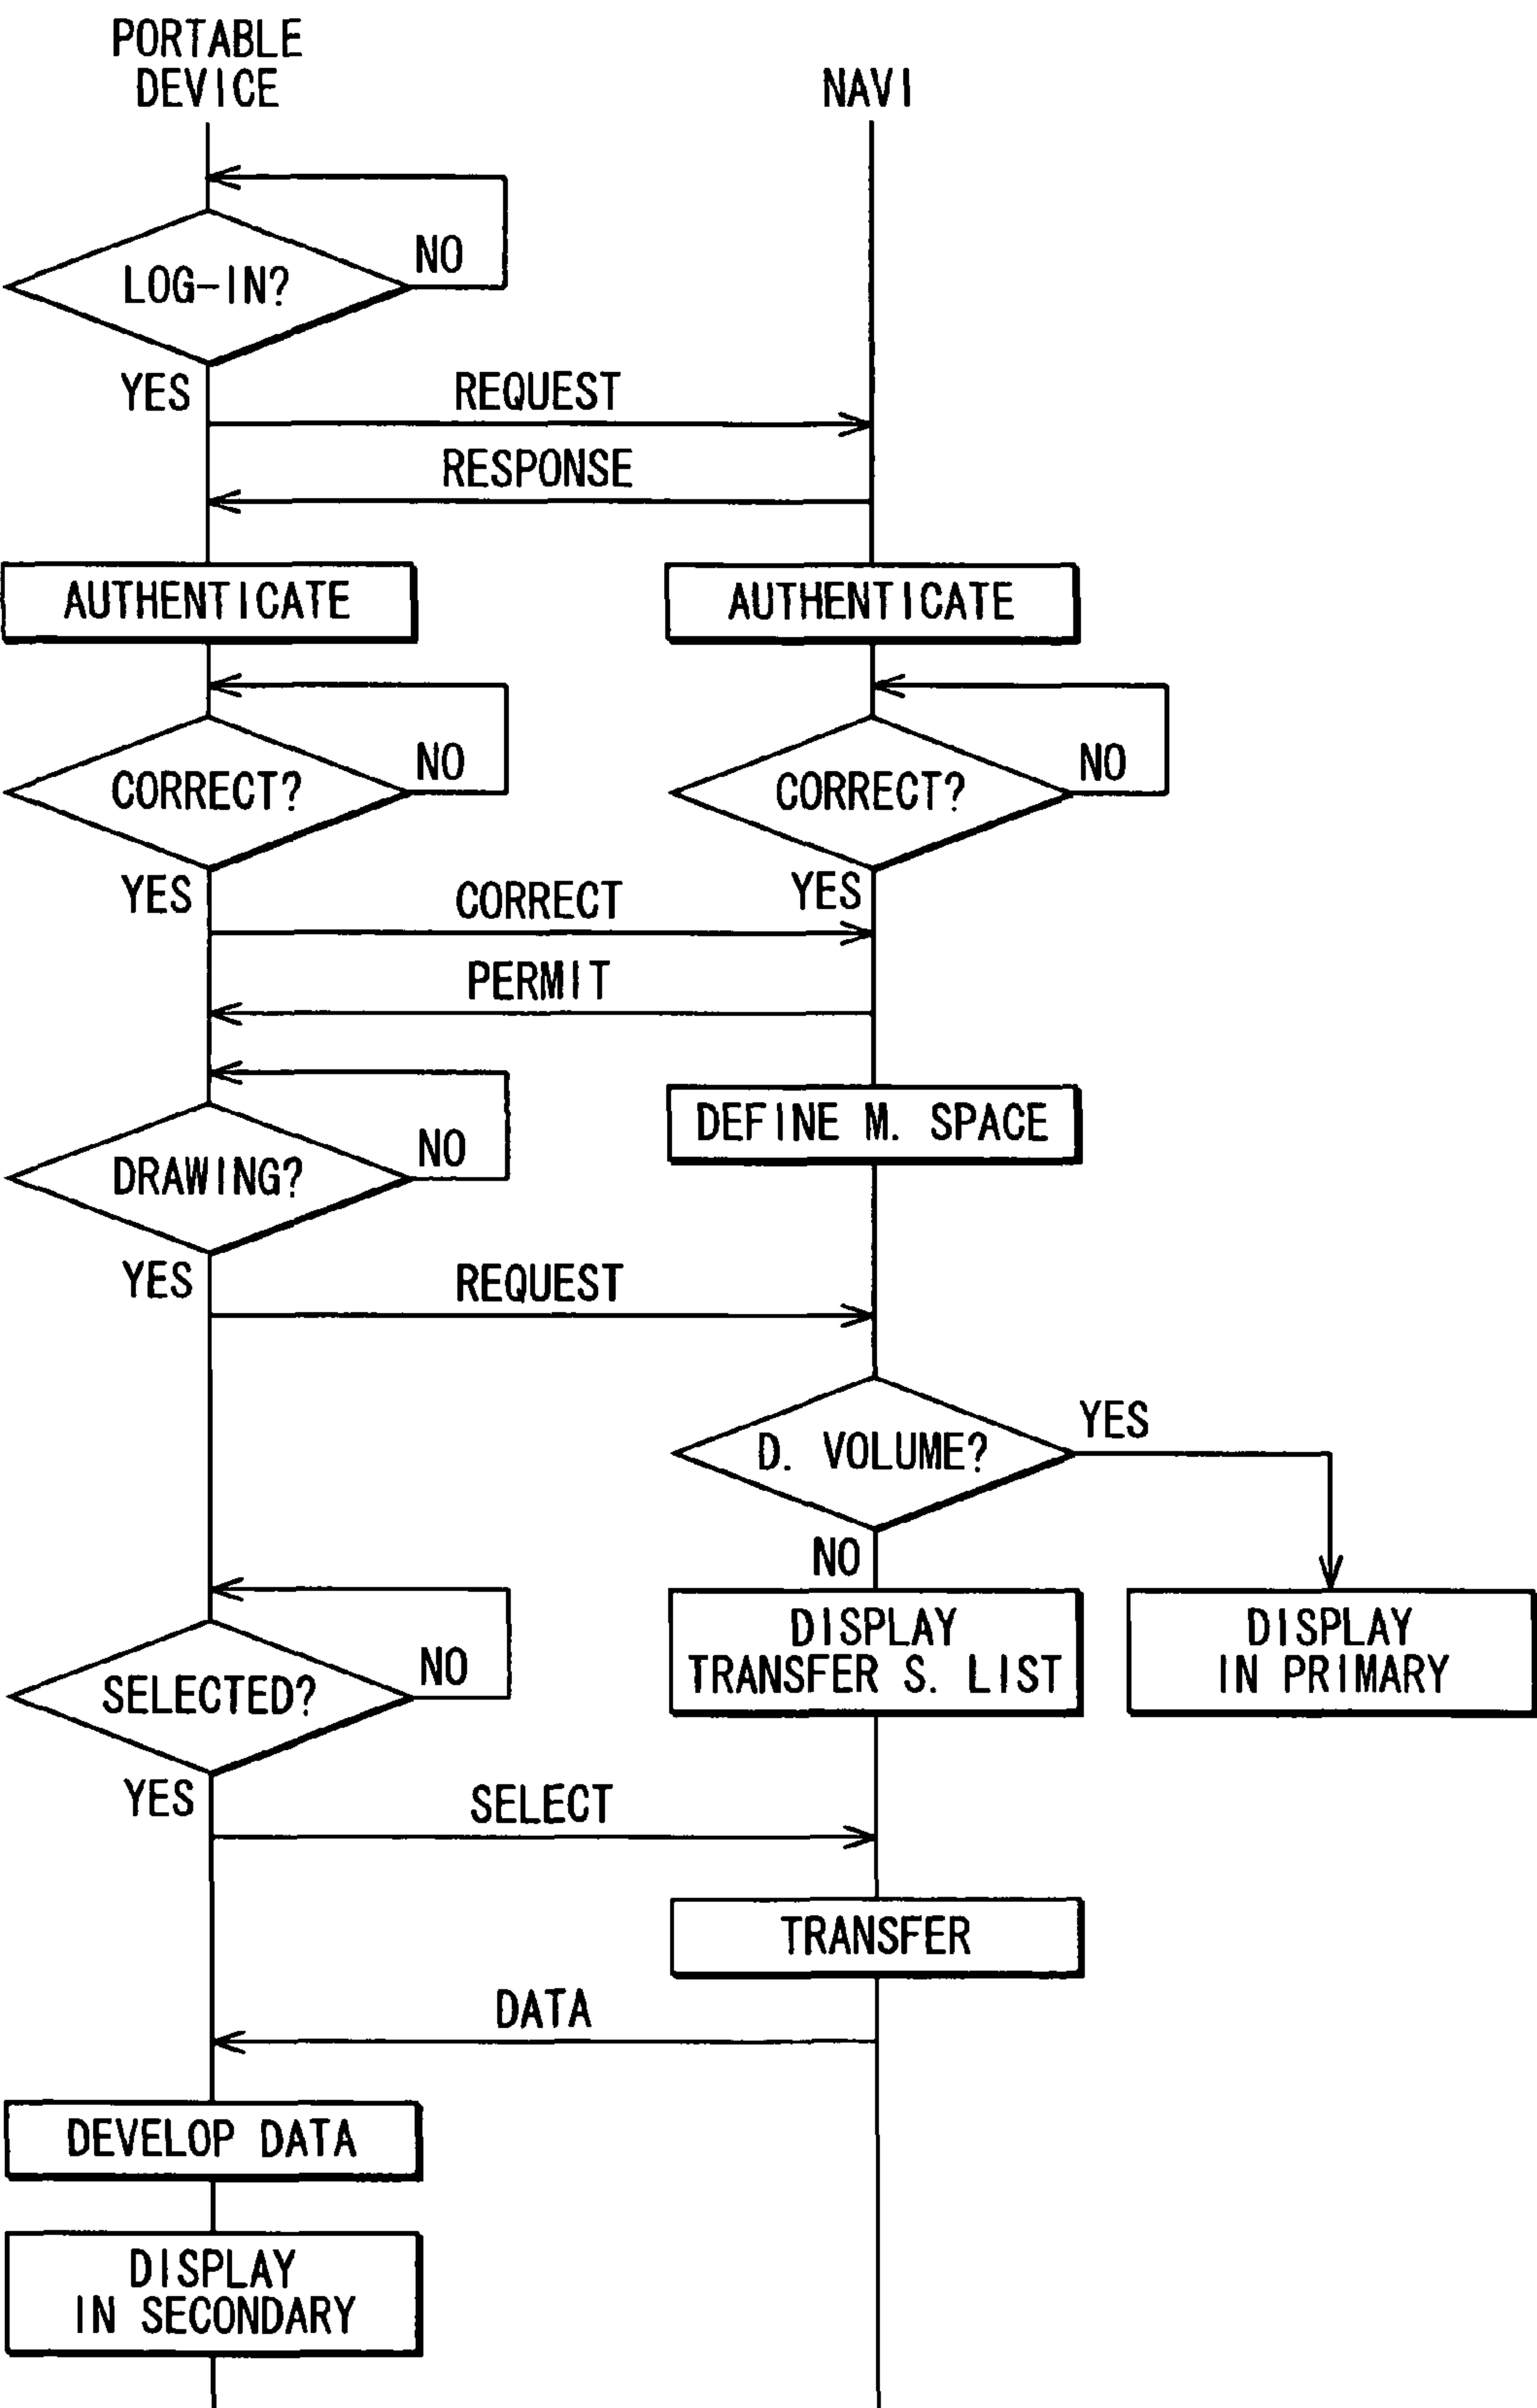 PORTABLE
DEVICE
NAVI
LOG-IN?
NO
YES
REQUEST
RESPONSE
AUTHENTICATE
AUTHENTICATE
CORRECT?
NO
CORRECT?
NO
YES
CORRECT
YES
PERMIT
DRAWING?
NO
DEFINE M. SPACE
YES
REQUEST
D. VOLUME?
YES
NO
SELECTED?
NO
DISPLAY
TRANSFER S. LIST
DISPLAY
IN PRIMARY
YES
SELECT
TRANSFER
DATA
DEVELOP DATA
DISPLAY
IN SECONDARY